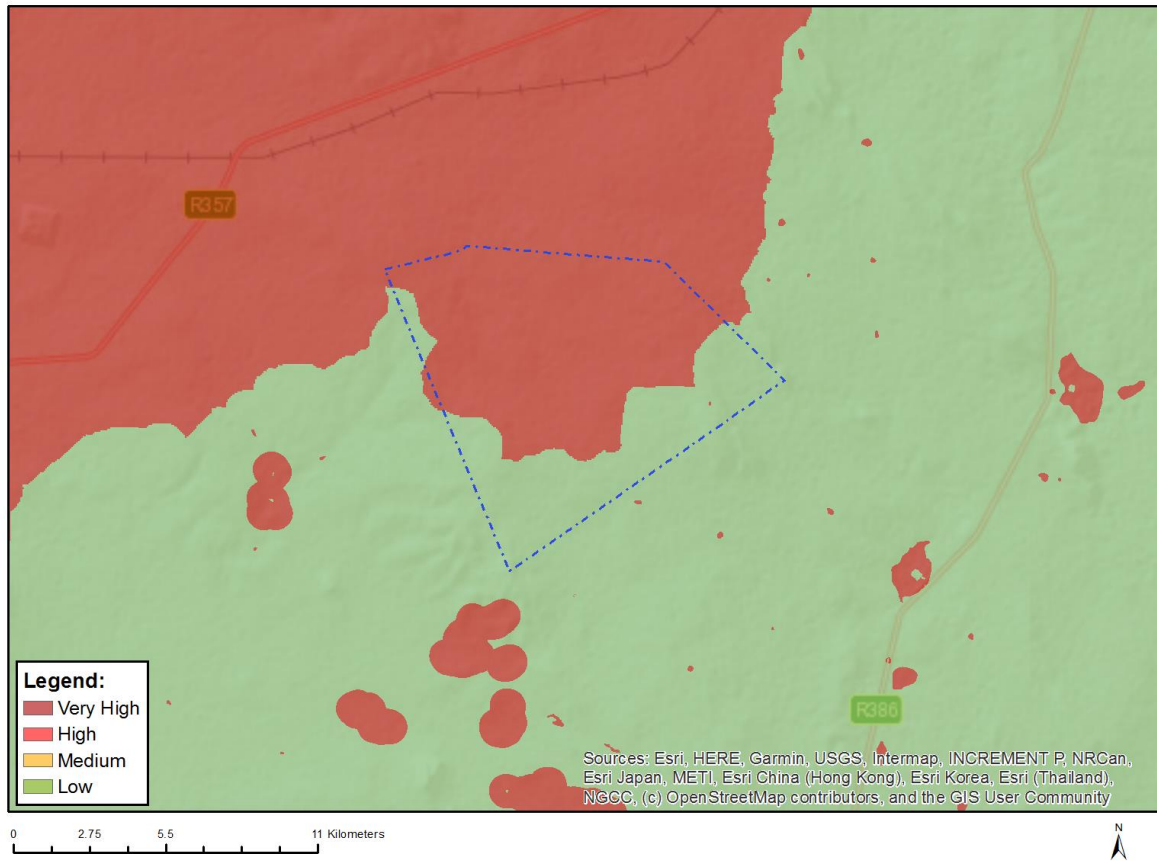 R357
R386
Legend:
Very High
High
Medium
Low
Sources: Esri, HERE, Garmin, USGS, Intermap, INCREMENT P, NRCan,
Esri Japan, METI, Esri China (Hong Kong), Esri Korea, Esri (Thailand),
NGCC, (c) OpenStreetMap contributors, and the GIS User Community
0 2.75 5.5 11 Kilometers
N